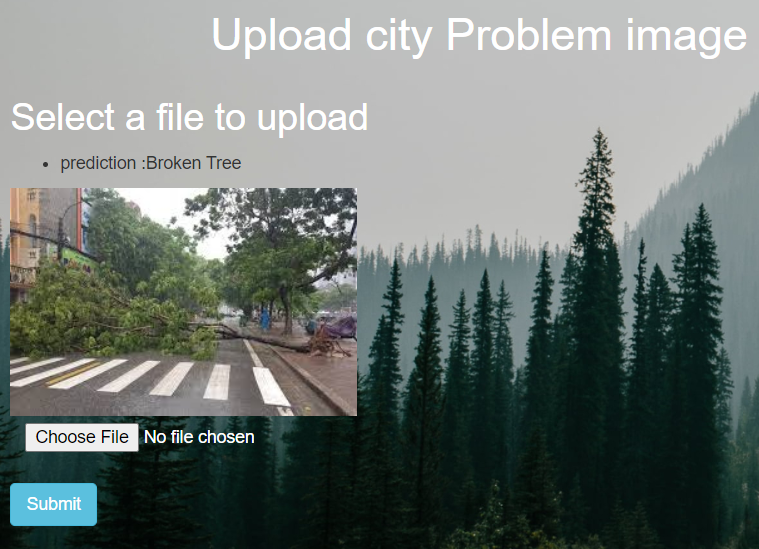 Upload city Problem image
Select a file to upload
prediction :Broken Tree
Choose File No file chosen
Submit